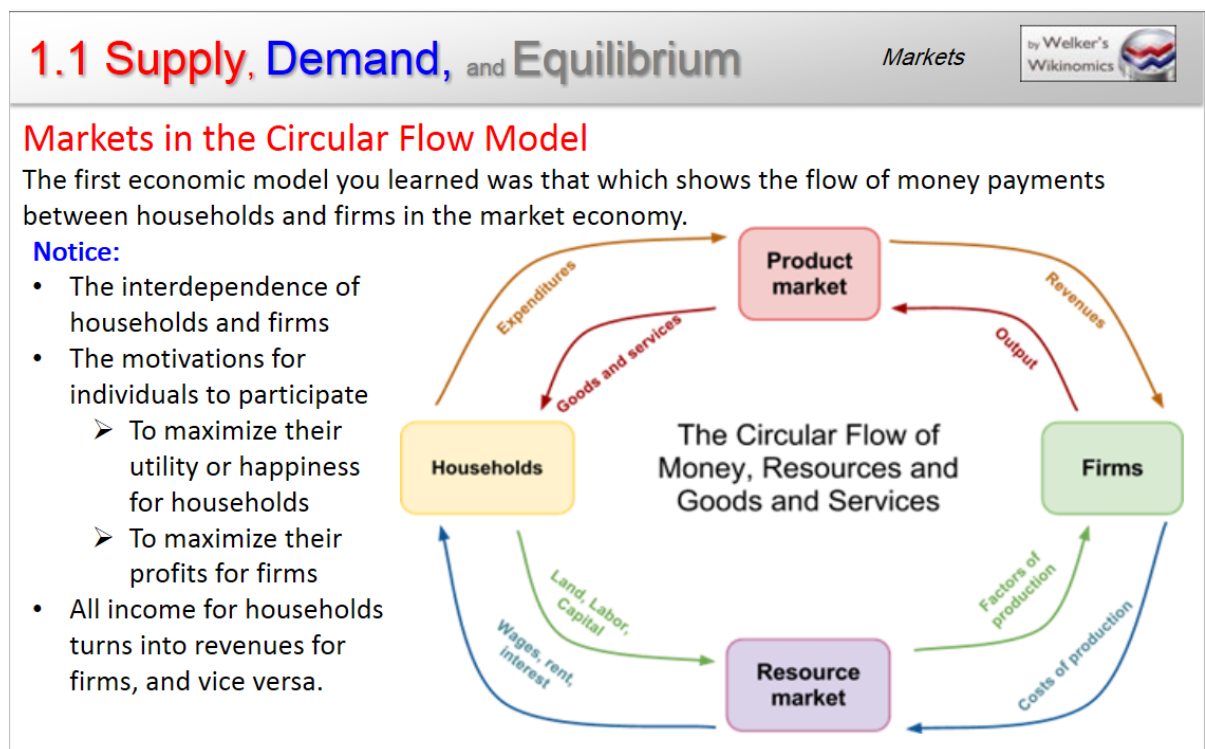 1.1 Supply, Demand, and Equilibrium
Markets
by Welker's
Wikinomics
Markets in the Circular Flow Model
The first economic model you learned was that which shows the flow of money payments
between households and firms in the market economy.
Notice:
• The interdependence of
households and firms
• The motivations for
individuals to participate
➢ To maximize their
utility or happiness
for households
➢ To maximize their
profits for firms
• All income for households
turns into revenues for
firms, and vice versa.
Product
market
Expenditures
Revenues
Goods and services
Output
Households
The Circular Flow of
Money, Resources and
Goods and Services
Firms
Land, Labor,
Capital
Factors of
production
Wages, rent,
interest
Costs of production
Resource
market